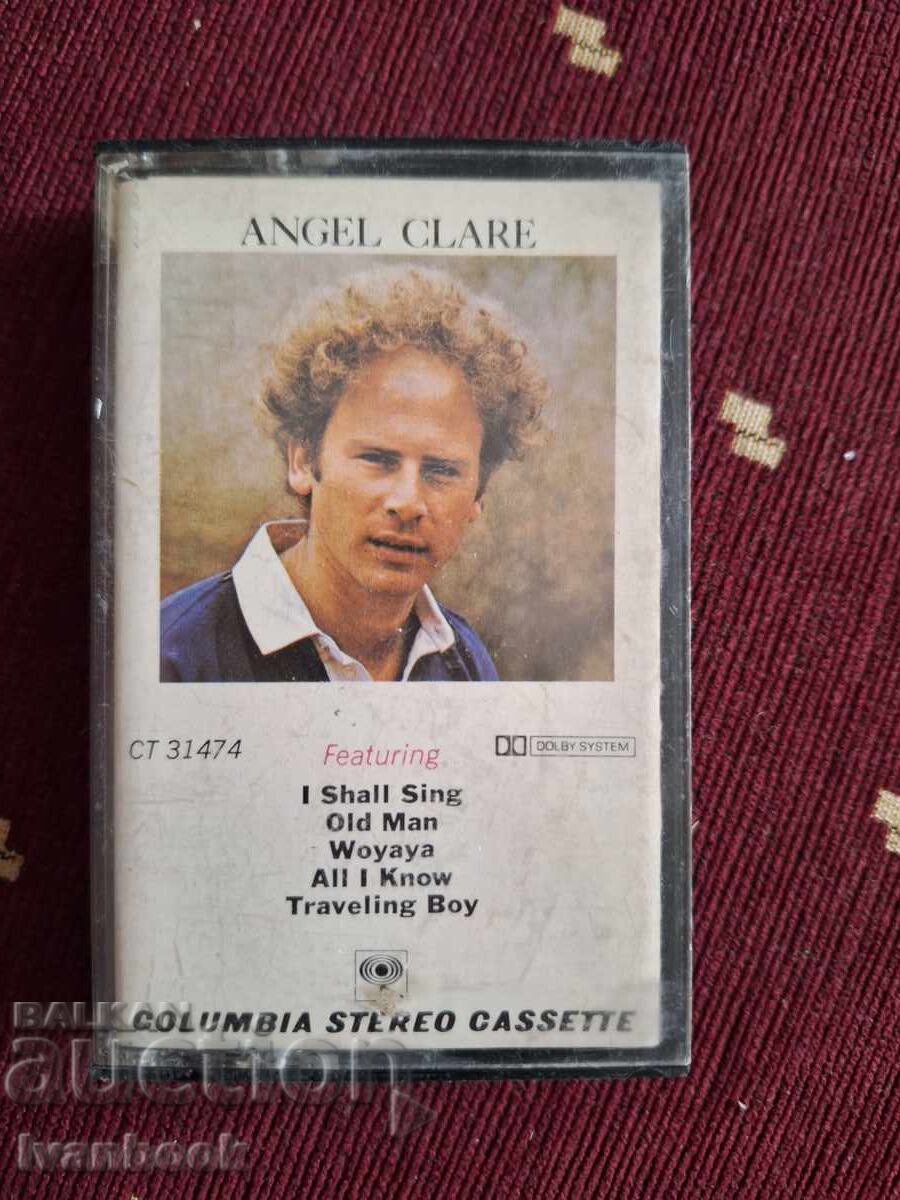 ANGEL CLARE
CT 31474
Featuring
DOLBY SYSTEM
I Shall Sing
Old Man
Woyaya
All I Know
Traveling Boy
COLUMBIA STEREO CASSETTE
BALKAN
auction
Ivanbook